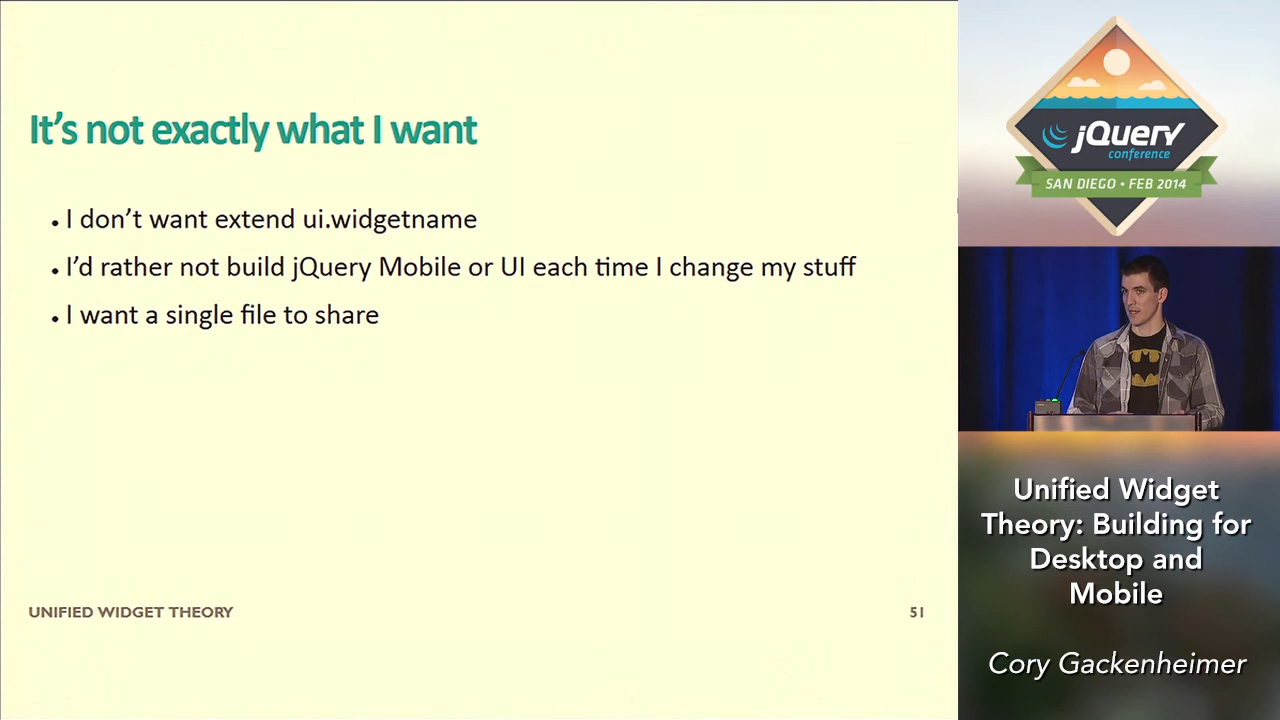 It's not exactly what I want
• I don't want extend ui.widgetname
• I'd rather not build jQuery Mobile or UI each time I change my stuff
• I want a single file to share
UNIFIED WIDGET THEORY
51
jQuery
conference
SAN DIEGO • FEB 2014
Unified Widget
Theory: Building for
Desktop and
Mobile
Cory Gackenheimer